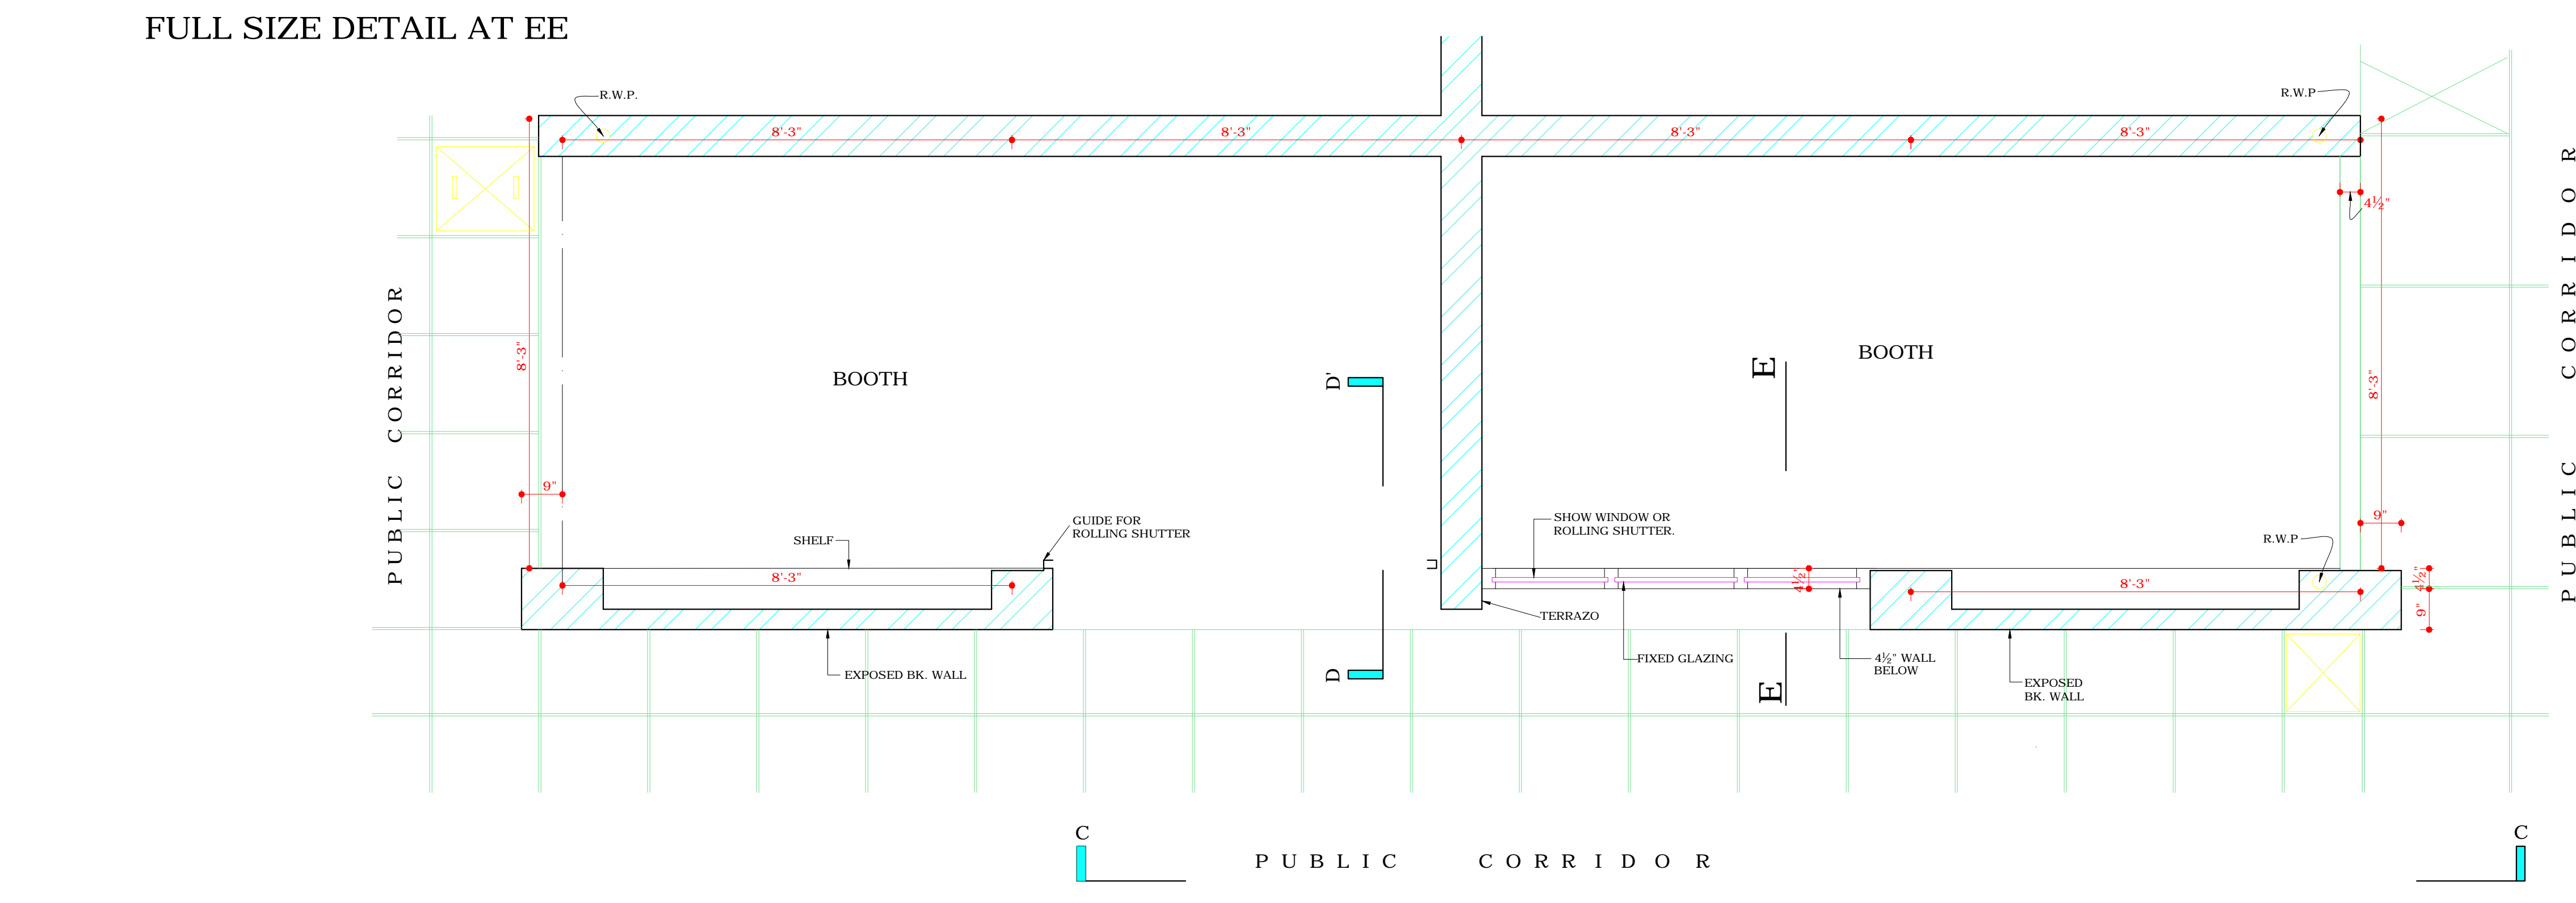 FULL SIZE DETAIL AT EE
R.W.P.
R.W.P
8'-3"
8'-3"
8'-3"
8'-3"
4½"
PUBLIC CORRIDOR
PUBLIC CORRIDOR
8'-3"
BOOTH
D'
E
BOOTH
8'-3"
9"
SHELF
GUIDE FOR
ROLLING SHUTTER
SHOW WINDOW OR
ROLLING SHUTTER.
9"
R.W.P
8'-3"
4½"
8'-3"
4½"
9"
TERRAZO
EXPOSED BK. WALL
D
FIXED GLAZING
E
4½" WALL
BELOW
EXPOSED
BK. WALL
C
C
PUBLIC CORRIDOR